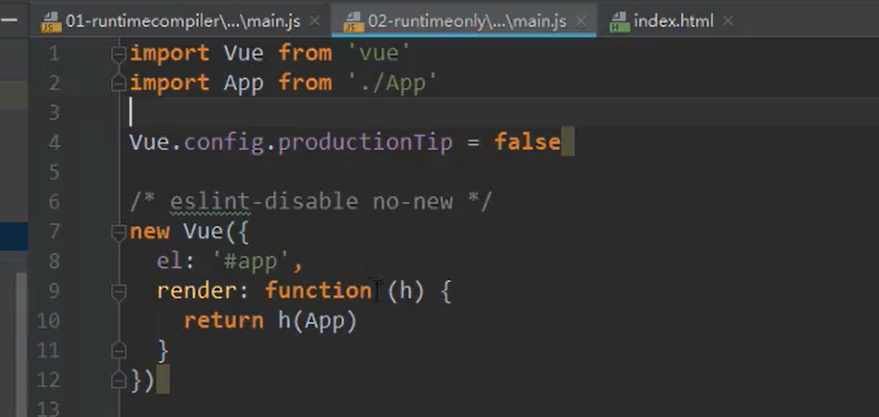 01-runtimecompiler\...\main.js 02-runtimeonly\...\main.js index.html
1 import Vue from 'vue'
2 import App from './App'
3
4 Vue.config.productionTip = false
5
6 /* eslint-disable no-new */
7 new Vue({
8 el: '#app',
9 render: function (h) {
10 return h(App)
11 }
12 })
13